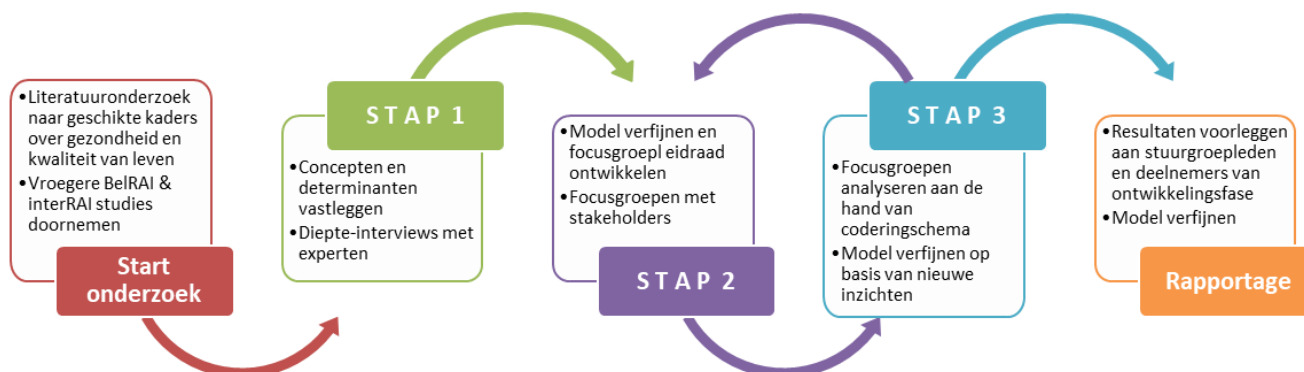 •Literatuuronderzoek
naar geschikte kaders
over gezondheid en
kwaliteit van leven
•Vroegere BelRAI &
interRAI studies
doornemen
Start
onderzoek
STAP 1
•Concepten en
determinanten
vastleggen
•Diepte-interviews met
experten
•Model verfijnen en
focusgroepl eidraad
ontwikkelen
•Focusgroepen met
stakeholders
STAP 2
STAP 3
•Focusgroepen
analyseren aan de
hand van
coderingschema
•Model verfijnen op
basis van nieuwe
inzichten
•Resultaten voorleggen
aan stuurgroepleden
en deelnemers van
ontwikkelingsfase
•Model verfijnen
Rapportage